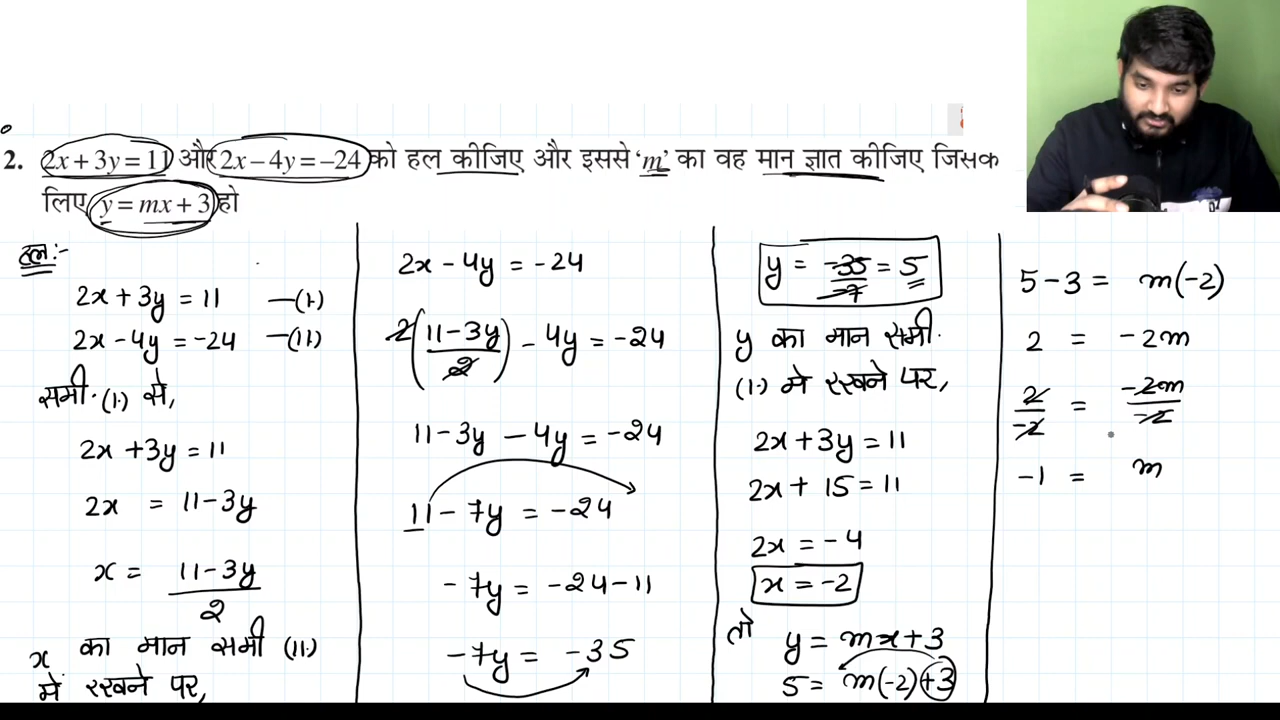 2. 2x + 3y = 11 और 2x – 4y = –24 को हल कीजिए और इससे ‘m’ का वह मान ज्ञात कीजिए जिसक
लिए y = mx + 3 हो
हल:-
2x + 3y = 11 —(I)
2x - 4y = -24 —(II)
समी. (I) से,
2x + 3y = 11
2x = 11 - 3y
x = 11 - 3y
2
x का मान समी (II)
में रखने पर,
2x - 4y = -24
2(11 - 3y / 2) - 4y = -24
11 - 3y - 4y = -24
11 - 7y = -24
-7y = -24 - 11
-7y = -35
y = -35/-7 = 5
y का मान समी.
(I) में रखने पर,
2x + 3y = 11
2x + 15 = 11
2x = -4
x = -2
तो y = mx + 3
5 = m(-2) + 3
5 - 3 = m(-2)
2 = -2m
2/-2 = -2m/-2
-1 = m